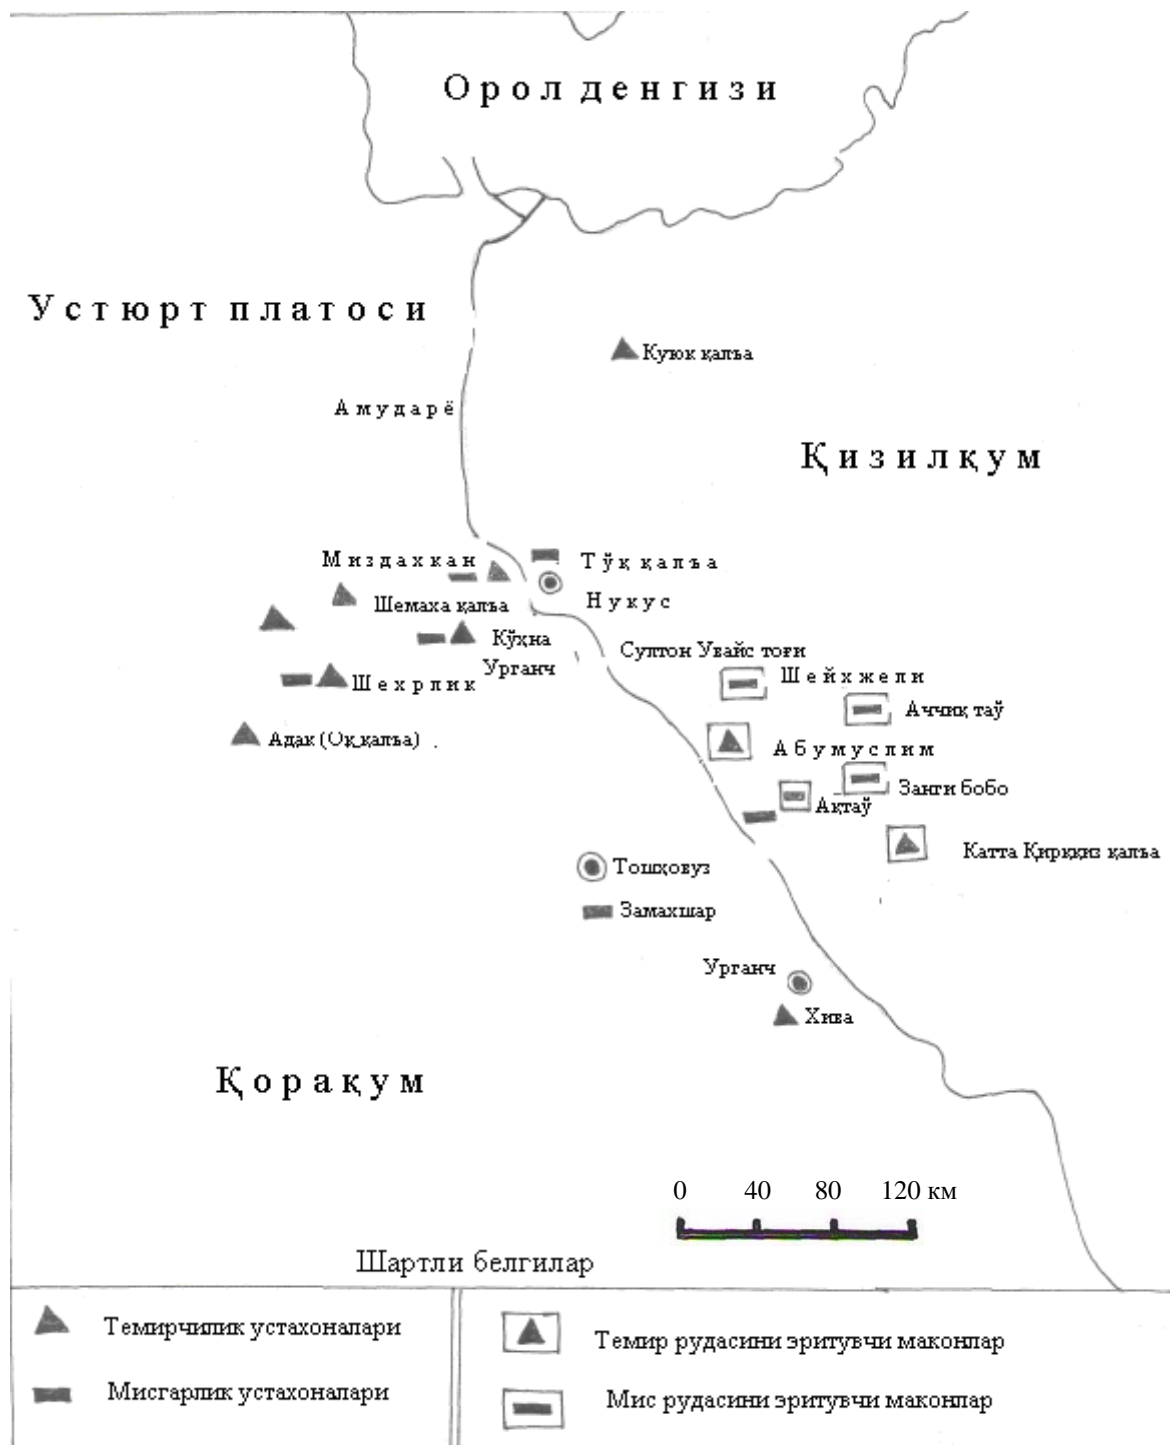 Орол денгизи
Устюрт платоси
Куюк қалъа
Амударё
Қизилқум
Миздахкан
Тўқ қалъа
Нукус
Шемаха қалъа
Кўҳна
Урганч
Султон Увайс тоғи
Шехрлик
Шейхжели
Аччиқ таў
Адак (Оқ қалъа)
Абумуслим
Занги бобо
Ақтаў
Катта Қирққиз қалъа
Тошҳовуз
Замахшар
Урганч
Хива
Қорақум
0 40 80 120 км
Шартли белгилар
Темирчилик устахоналари
Темир рудасини эритувчи маконлар
Мисгарлик устахоналари
Мис рудасини эритувчи маконлар